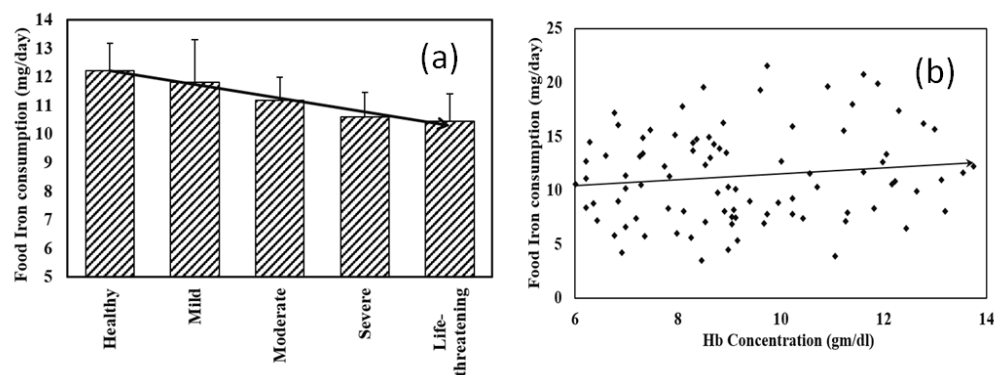 (a)
Food Iron consumption (mg/day)
14
13
12
11
10
9
8
7
6
5
Healthy
Mild
Moderate
Severe
Life-
threatening
(b)
Food Iron consumption (mg/day)
25
20
15
10
5
0
6
8
10
12
14
Hb Concentration (gm/dl)